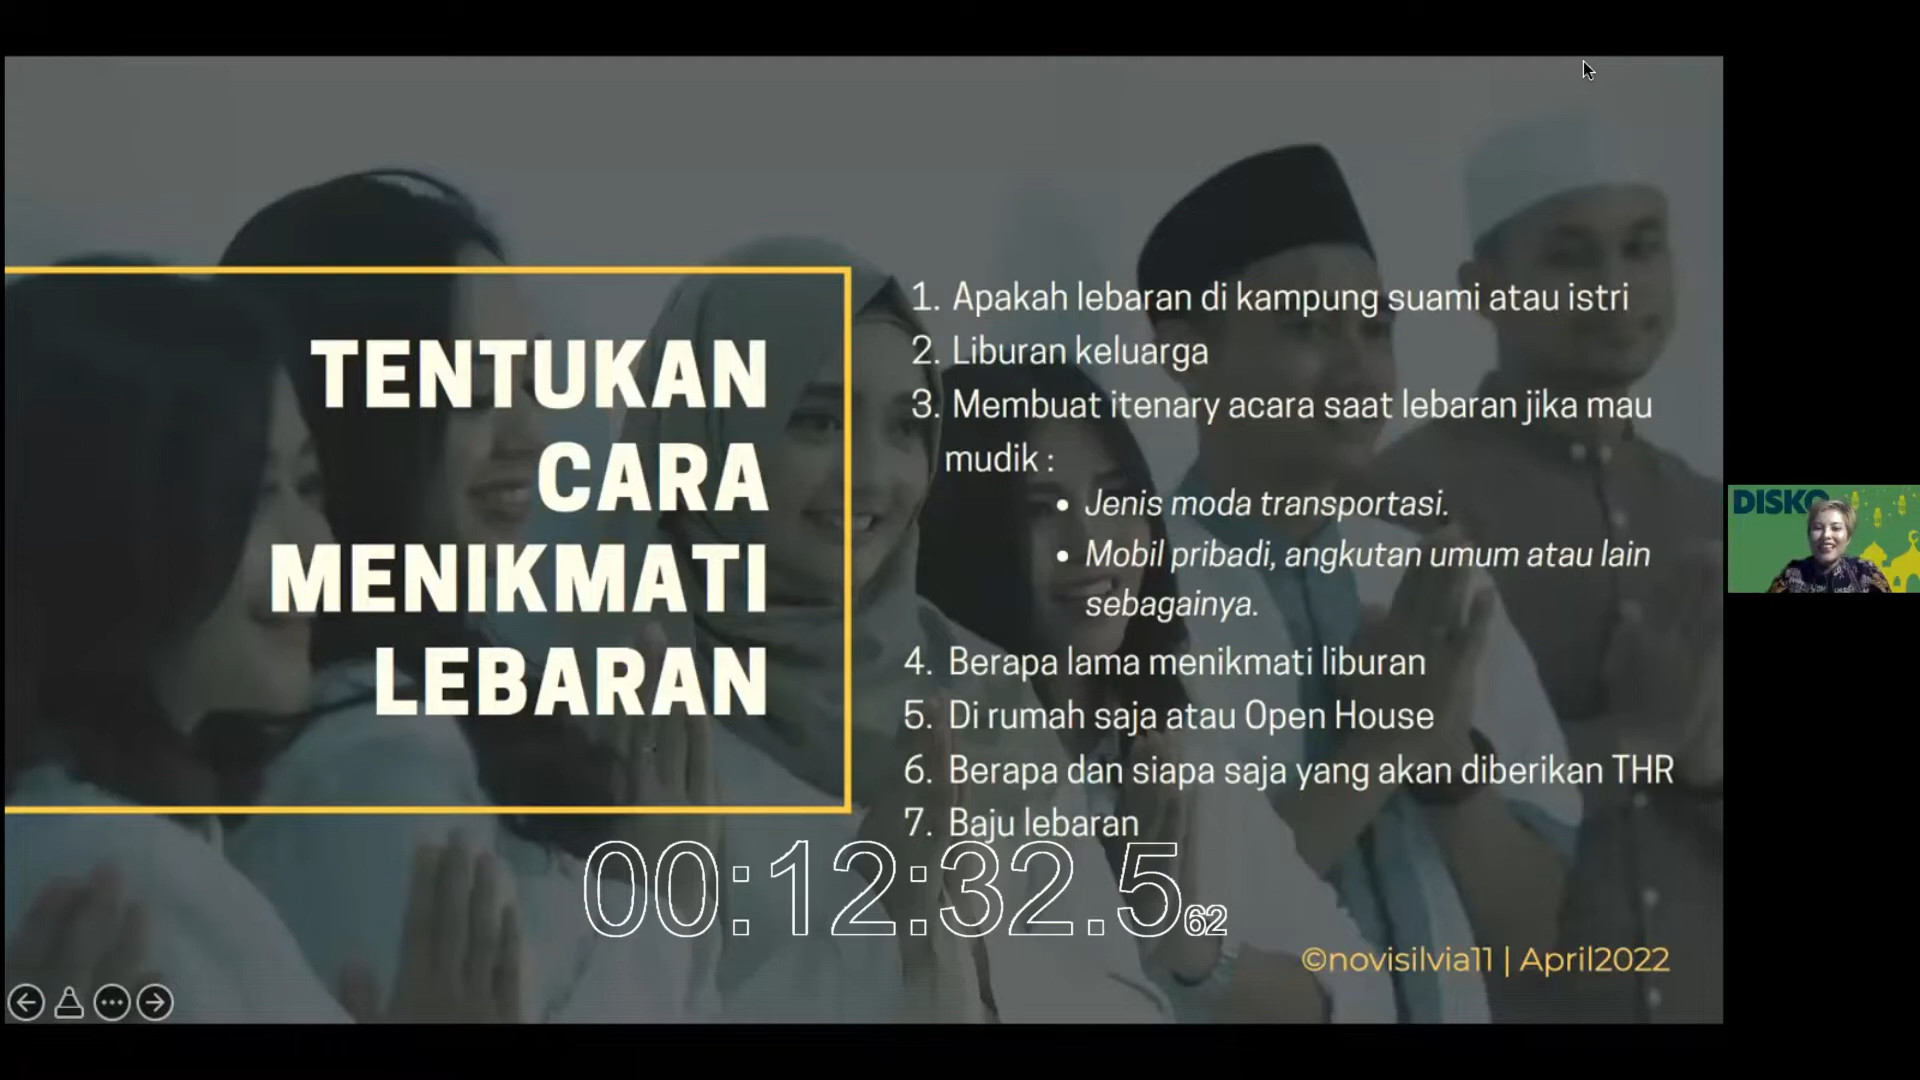 TENTUKAN
CARA
MENIKMATI
LEBARAN
1. Apakah lebaran di kampung suami atau istri
2. Liburan keluarga
3. Membuat itenary acara saat lebaran jika mau
mudik :
• Jenis moda transportasi.
• Mobil pribadi, angkutan umum atau lain
sebagainya.
4. Berapa lama menikmati liburan
5. Di rumah saja atau Open House
6. Berapa dan siapa saja yang akan diberikan THR
7. Baju lebaran
00:12:32.562
©novisilvia11 | April2022
DISKO